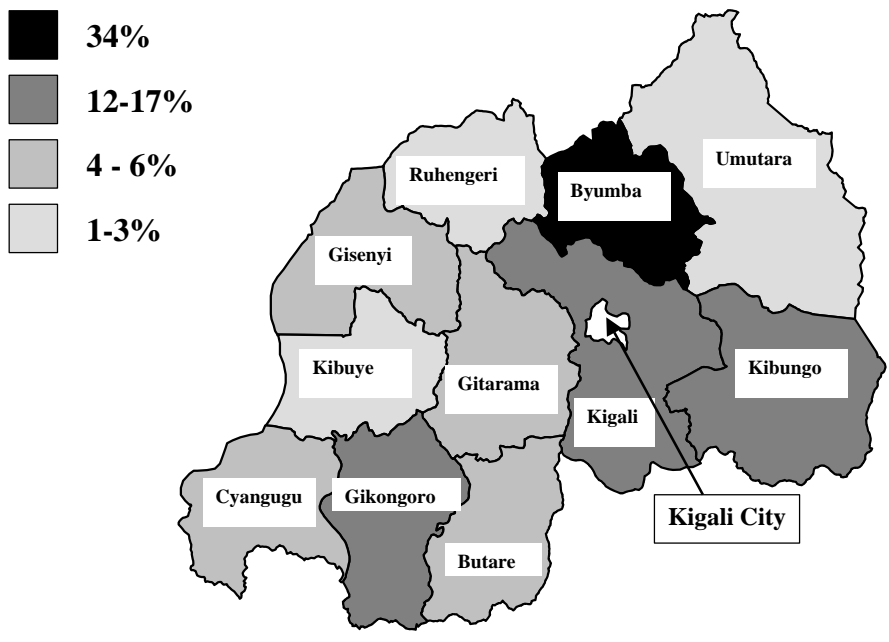 34%
12-17%
4 - 6%
1-3%
Umutara
Ruhengeri
Byumba
Gisenyi
Kibuye
Gitarama
Kibungo
Kigali
Cyangugu
Gikongoro
Kigali City
Butare